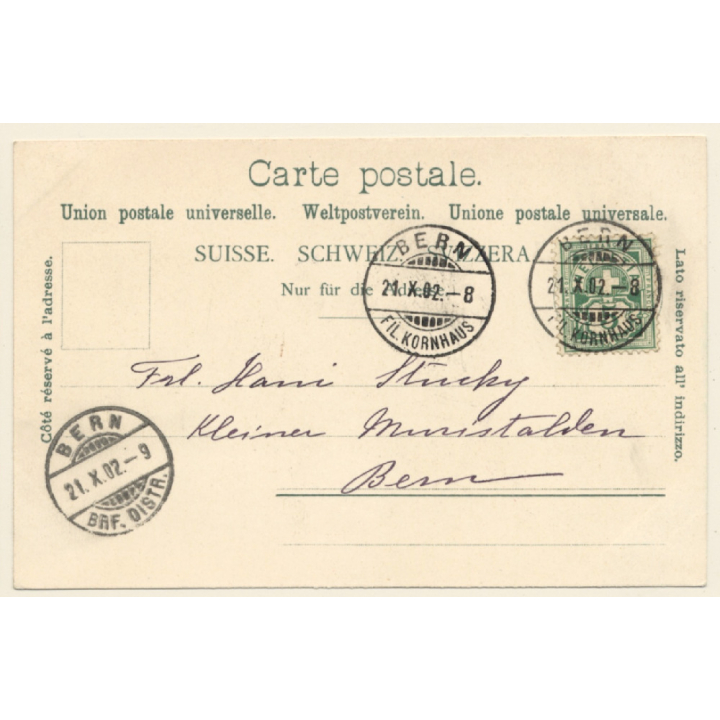 Carte postale.
Union postale universelle. Weltpostverein. Unione postale universale.
SUISSE. SCHWEIZ. SVIZZERA.
Nur für die Adresse.
Côté réservé à l'adresse.
Lato riservato all' indirizzo.
BERN
21.X.02.–8
FIL. KORNHAUS
BERN
21.X.02.–8
FIL. KORNHAUS
Frl. Hanni Stucky
Kleiner Muristalden
Bern
BERN
21.X.02.–9
BRF. DISTR.